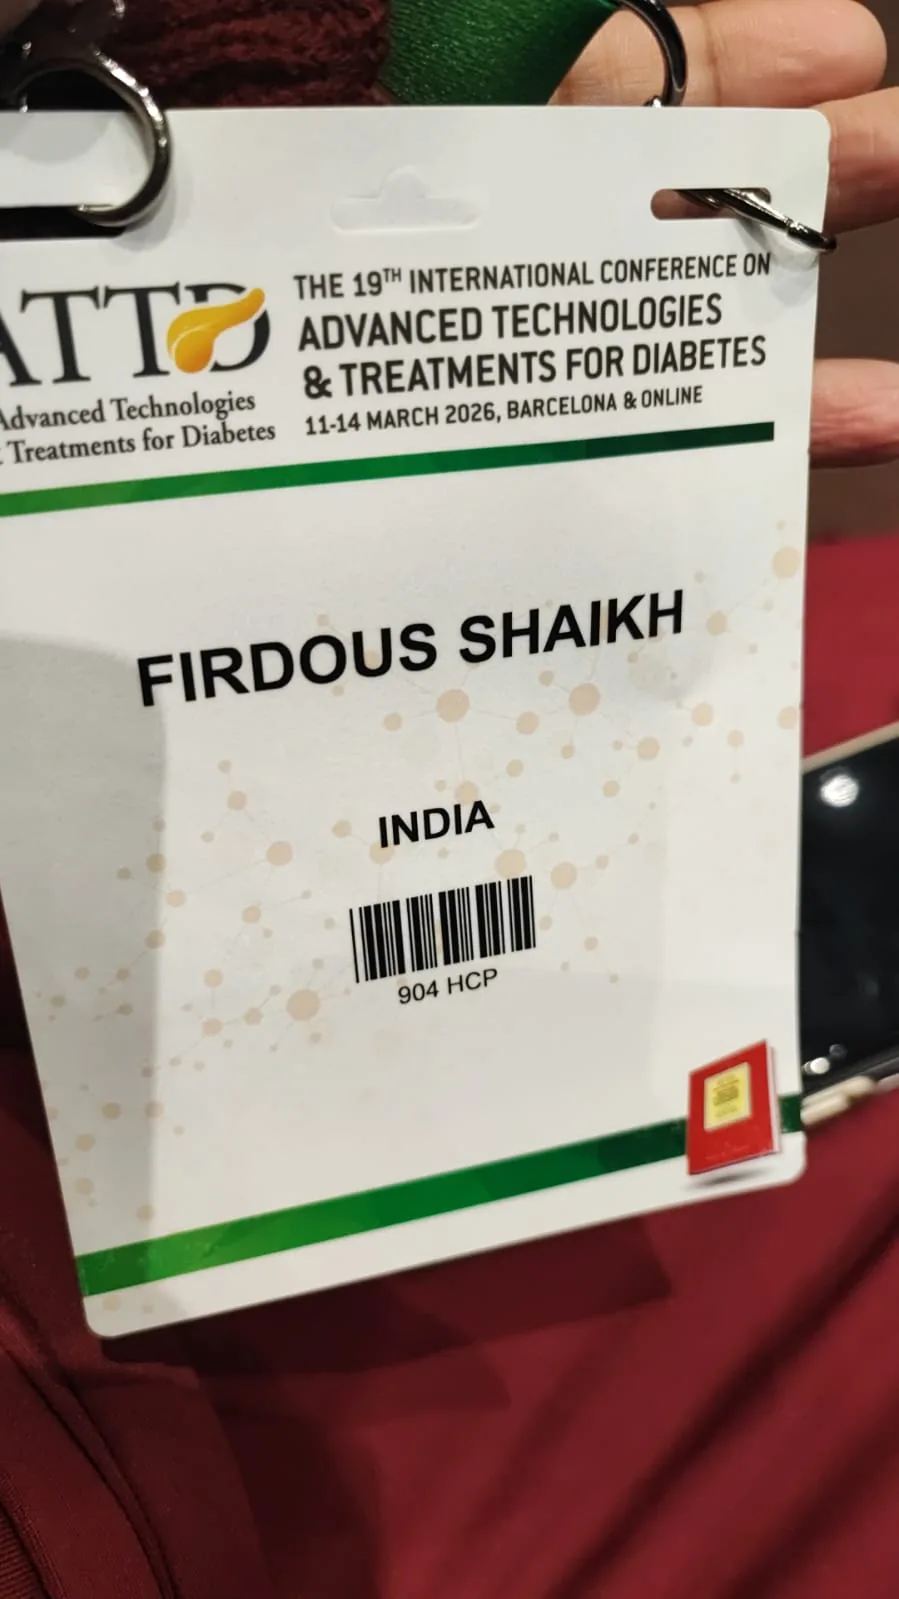 ATTD
Advanced Technologies
& Treatments for Diabetes
THE 19TH INTERNATIONAL CONFERENCE ON
ADVANCED TECHNOLOGIES
& TREATMENTS FOR DIABETES
11-14 MARCH 2026, BARCELONA & ONLINE
FIRDOUS SHAIKH
INDIA
904 HCP